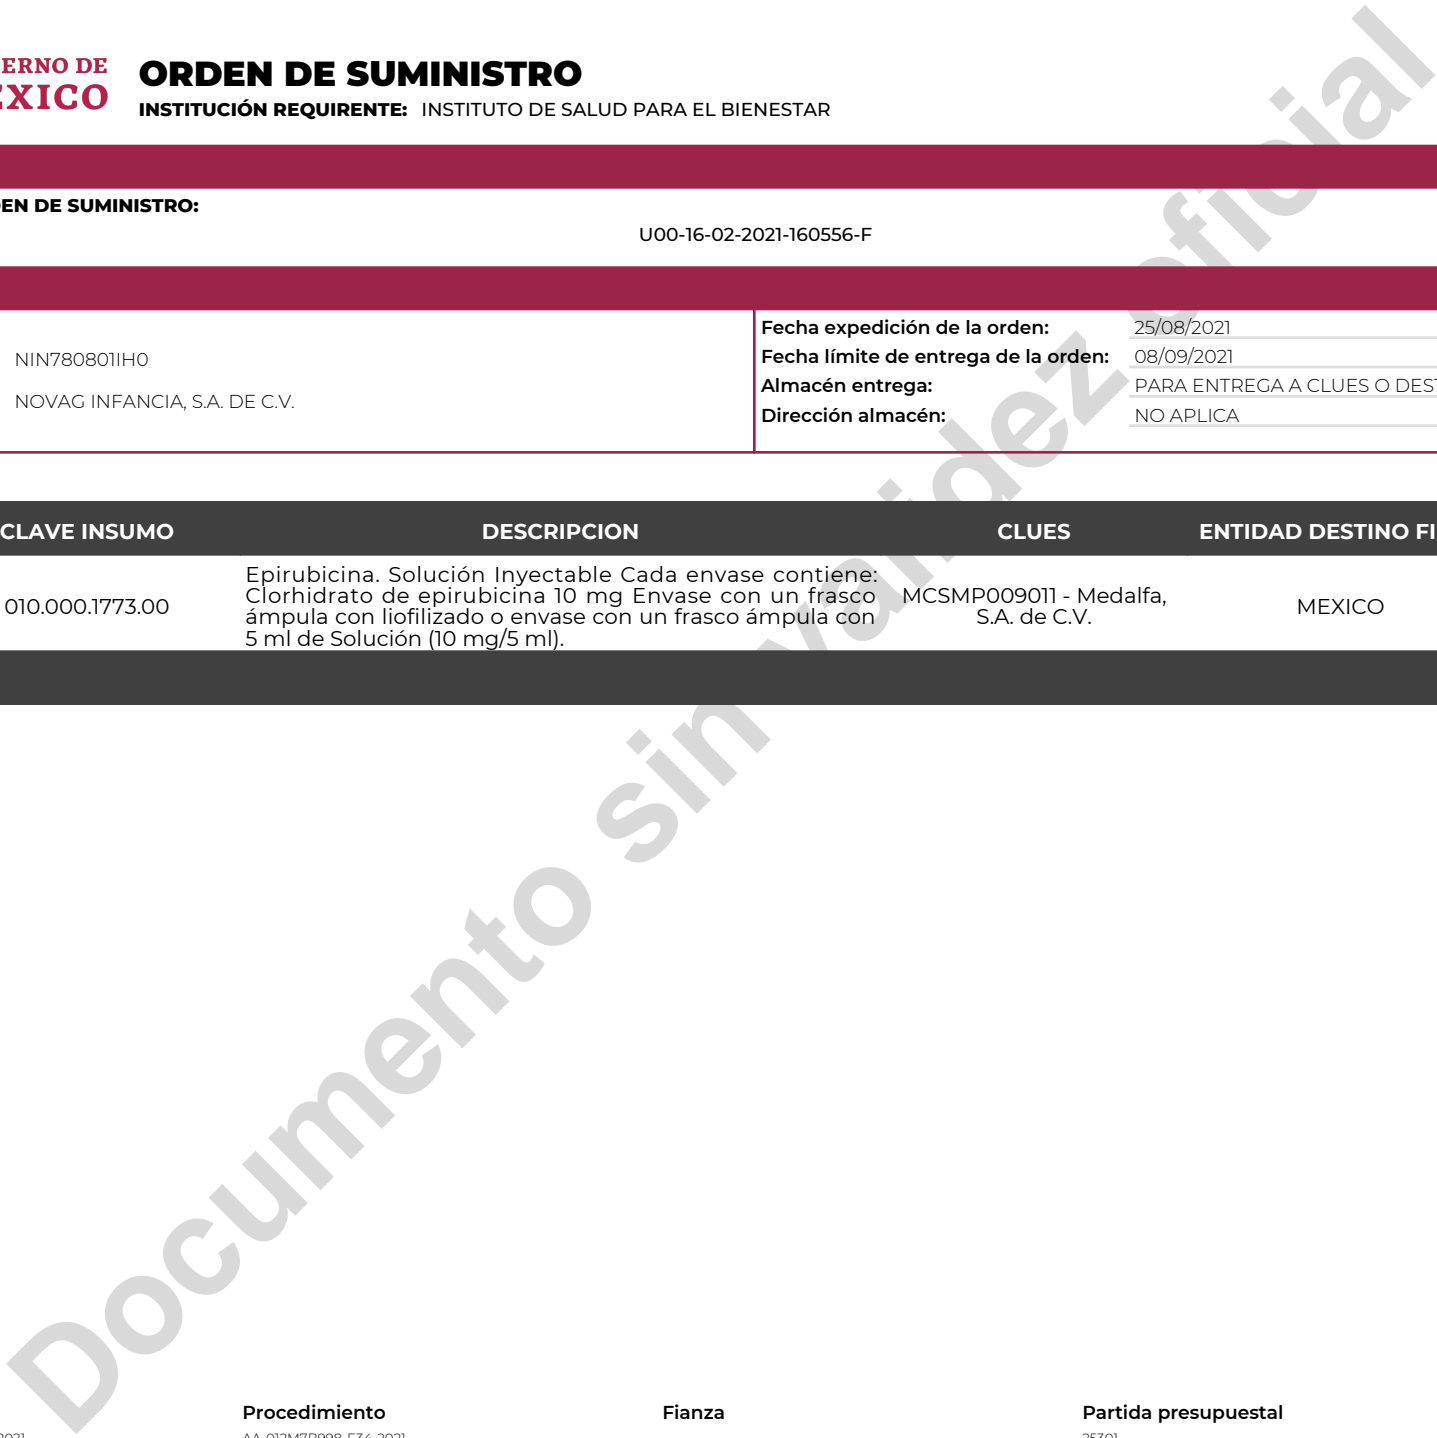 ERNO DE
EXICO
ORDEN DE SUMINISTRO
INSTITUCIÓN REQUIRENTE: INSTITUTO DE SALUD PARA EL BIENESTAR
EN DE SUMINISTRO:
U00-16-02-2021-160556-F
NIN780801IH0
NOVAG INFANCIA, S.A. DE C.V.
Fecha expedición de la orden: 25/08/2021
Fecha límite de entrega de la orden: 08/09/2021
Almacén entrega: PARA ENTREGA A CLUES O DES
Dirección almacén: NO APLICA
CLAVE INSUMO DESCRIPCION CLUES ENTIDAD DESTINO FI
010.000.1773.00
Epirubicina. Solución Inyectable Cada envase contiene:
Clorhidrato de epirubicina 10 mg Envase con un frasco
ámpula con liofilizado o envase con un frasco ámpula con
5 ml de Solución (10 mg/5 ml).
MCSMP009011 - Medalfa,
S.A. de C.V.
MEXICO
Documento sin validez oficial
Procedimiento Fianza Partida presupuestal